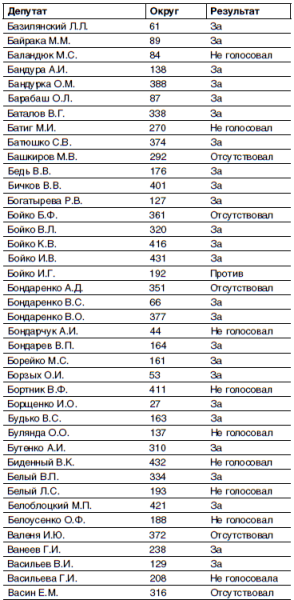 Депутат Округ Результат
Базилянский Л.Л. 61 За
Байрака М.М. 89 За
Баландюк М.С. 84 Не голосовал
Бандура А.И. 138 За
Бандурка О.М. 388 За
Барабаш О.Л. 87 За
Баталов В.Г. 338 За
Батиг М.И. 270 Не голосовал
Батюшко С.В. 374 За
Башкиров М.В. 292 Отсутствовал
Бедь В.В. 176 За
Бичков В.В. 401 За
Богатырева Р.В. 127 За
Бойко Б.Ф. 361 Отсутствовал
Бойко В.Л. 320 За
Бойко К.В. 416 За
Бойко И.В. 431 За
Бойко И.Г. 192 Против
Бондаренко А.Д. 351 Отсутствовал
Бондаренко В.С. 66 За
Бондаренко В.О. 377 За
Бондарчук А.И. 44 Не голосовал
Бондарев В.П. 164 За
Борейко М.С. 161 За
Борзых О.И. 53 За
Бортник В.Ф. 411 Не голосовал
Борщенко И.О. 27 За
Будько В.С. 163 За
Булянда О.О. 137 Не голосовал
Бутенко А.И. 310 За
Биденный В.К. 432 Не голосовал
Белый В.П. 334 За
Белый Л.С. 193 Не голосовал
Белоблоцкий М.П. 421 За
Белоусенко О.Ф. 188 Не голосовал
Валеня И.Ю. 372 Отсутствовал
Ванеев Г.И. 238 За
Васильев В.И. 129 За
Васильева Г.И. 208 Не голосовала
Васин Е.М. 316 Отсутствовал